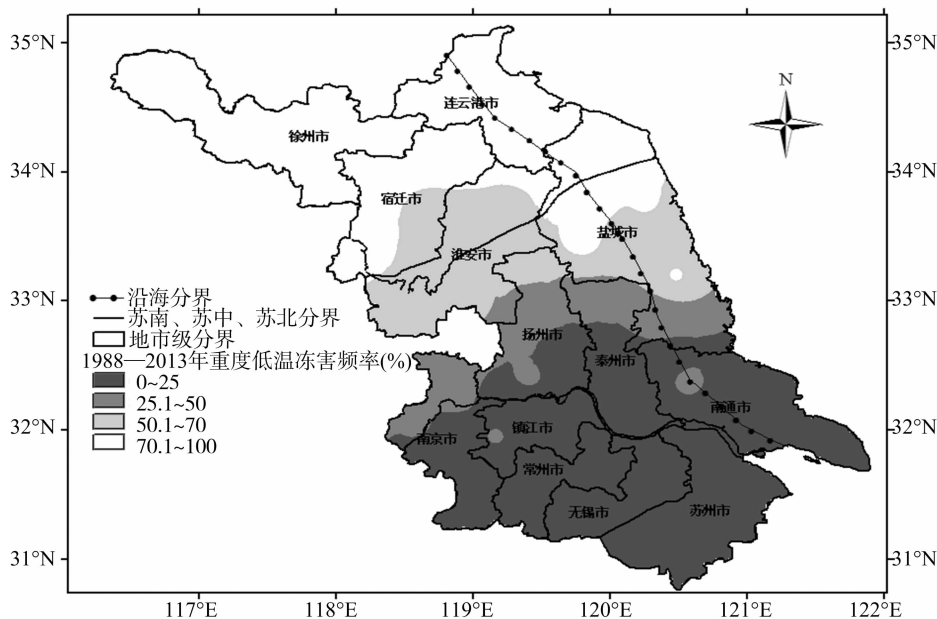 35°N
35°N
N
连云港市
徐州市
34°N
34°N
宿迁市
盐城市
淮安市
33°N
33°N
沿海分界
苏南、苏中、苏北分界
地市级分界
1988—2013年重度低温冻害频率(%)
0~25
25.1~50
50.1~70
70.1~100
扬州市
泰州市
南通市
32°N
32°N
南京市
镇江市
常州市
无锡市
苏州市
31°N
31°N
117°E
118°E
119°E
120°E
121°E
122°E